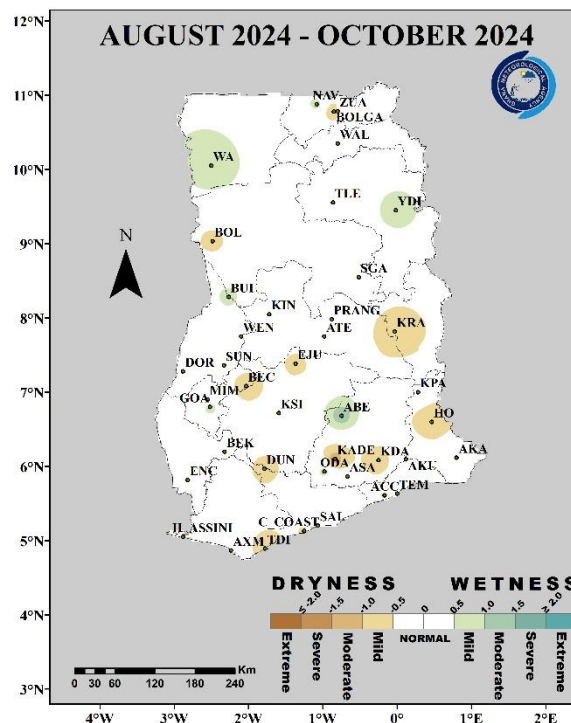 AUGUST 2024 - OCTOBER 2024
12°N
11°N
10°N
9°N
8°N
7°N
6°N
5°N
4°N
3°N
NAV
ZUA
BOLGA
WAL
WA
TLE
YDI
BOL
N
SGA
BUI
KIN
PRANG
KRA
WEN
ATE
DOR
SUN
EJU
BEC
MIM
GOA
KPA
KSI
ABE
HO
BEK
KADE
KDA
AKA
DUN
ODA
ASA
AKU
ENC
ACC
TEM
C_COAST
SAL
JI_ASSINI
AXM
TDI
DRYNESS WETNESS
≤ -2.0 -1.5 -1.0 -0.5 0 0.5 1.0 1.5 ≥ 2.0
Extreme Severe Moderate Mild NORMAL Mild Moderate Severe Extreme
Km
0 30 60 120 180 240
4°W 3°W 2°W 1°W 0° 1°E 2°E